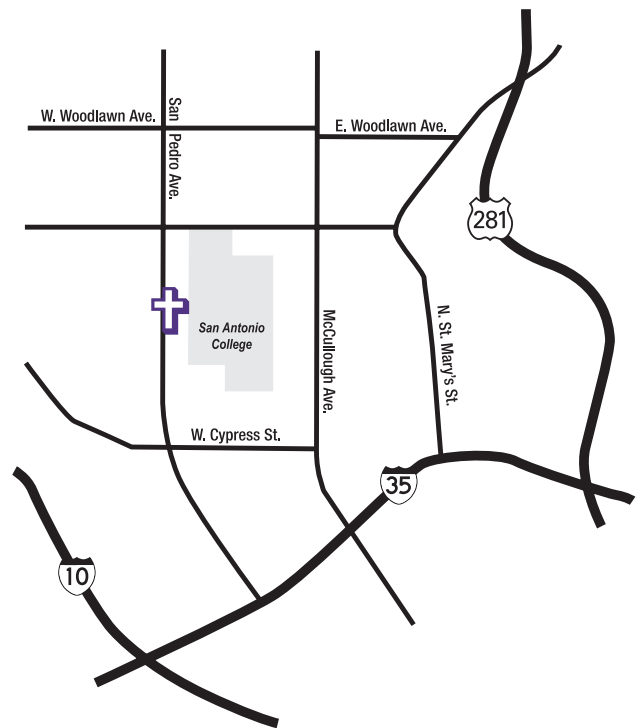 W. Woodlawn Ave.
San Pedro Ave.
E. Woodlawn Ave.
281
San Antonio
College
McCullough Ave.
N. St. Mary's St.
W. Cypress St.
35
10